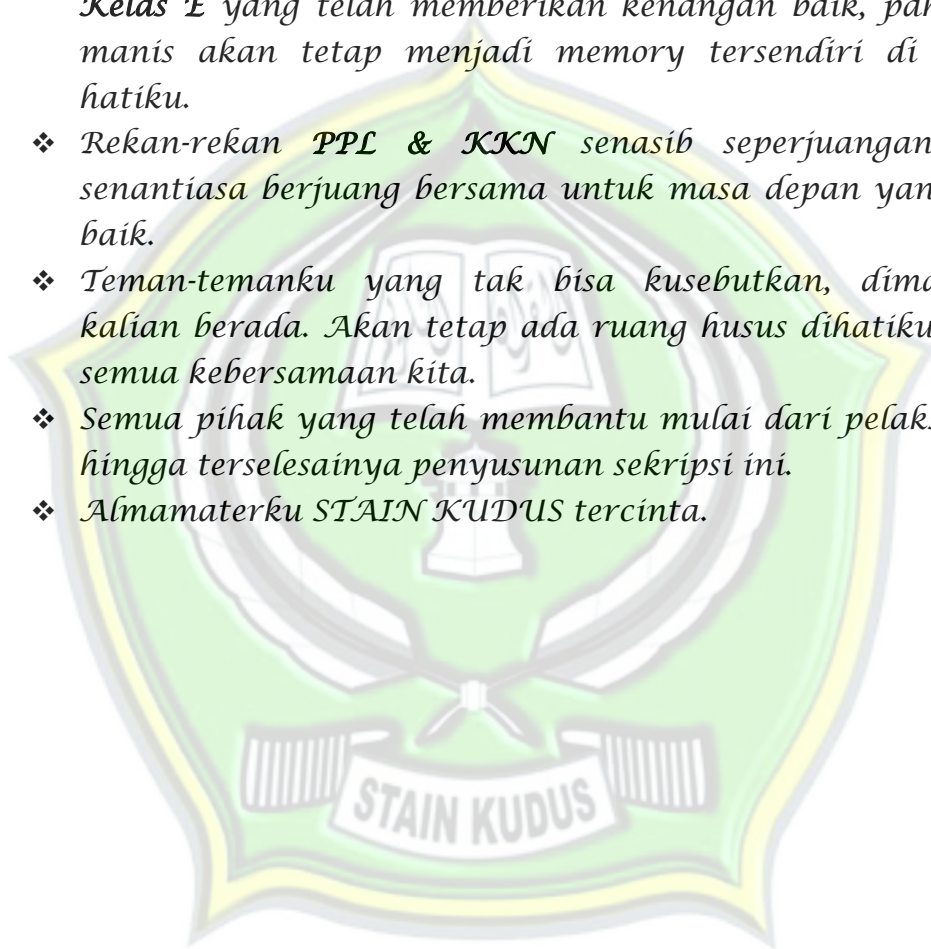 Kelas E yang telah memberikan kenangan baik,
manis akan tetap menjadi memory tersendiri di
hatiku.
❖ Rekan-rekan PPL & KKN senasib seperjuangan
senantiasa berjuang bersama untuk masa depan
baik.
❖ Teman-temanku yang tak bisa kusebutkan,
kalian berada. Akan tetap ada ruang husus dihatiku
semua kebersamaan kita.
❖ Semua pihak yang telah membantu mulai dari
hingga terselesainya penyusunan sekripsi ini.
❖ Almamaterku STAIN KUDUS tercinta.
STAIN KUDUS